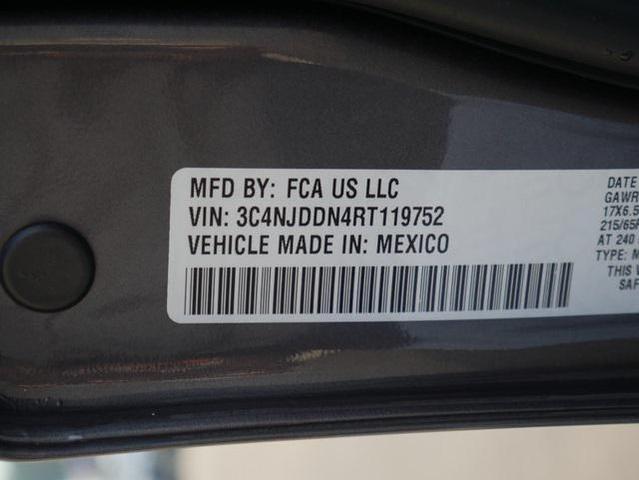 MFD BY: FCA US LLC
VIN: 3C4NJDDN4RT119752
VEHICLE MADE IN: MEXICO
DATE
GAWR
17X6.5
215/65R
AT 240
TYPE: M
THIS V
SAF